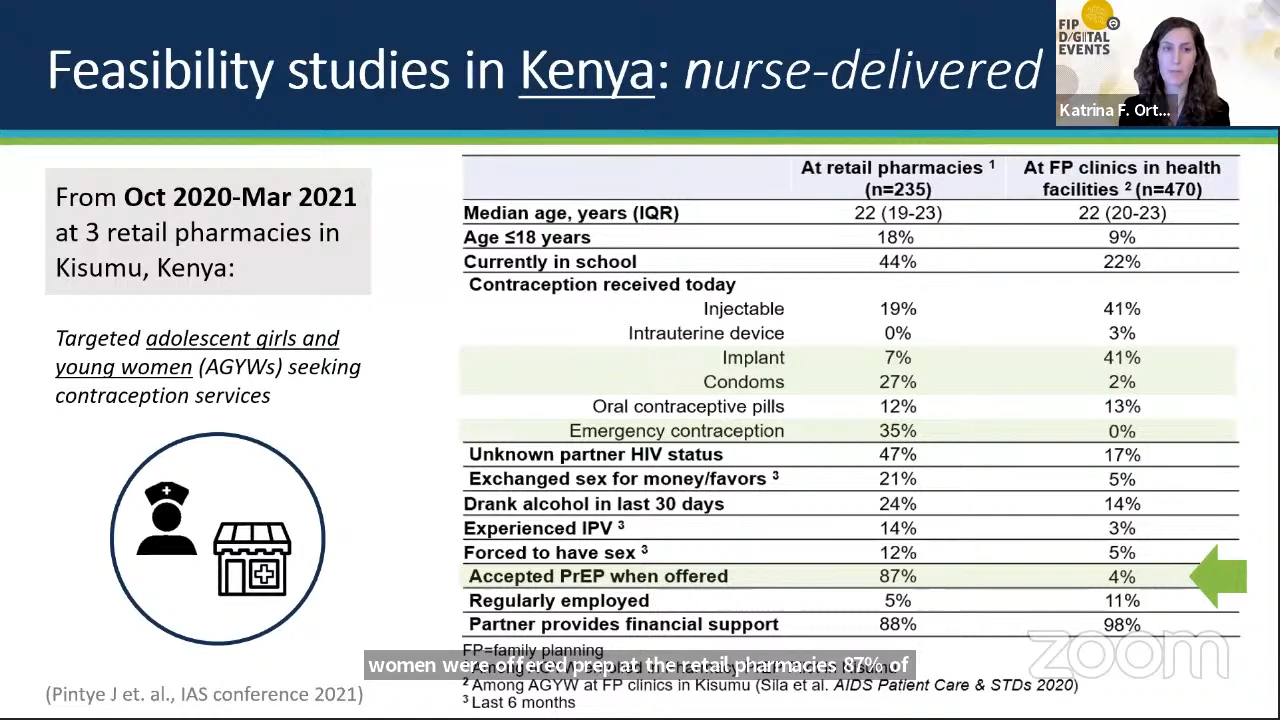 Feasibility studies in Kenya: nurse-delivered
FIP
DIGITAL
EVENTS
Katrina F. Ort...
From Oct 2020-Mar 2021
at 3 retail pharmacies in
Kisumu, Kenya:
Targeted adolescent girls and
young women (AGYWs) seeking
contraception services
(Pintye J et. al., IAS conference 2021)
At retail pharmacies ¹ At FP clinics in health
(n=235) facilities ² (n=470)
Median age, years (IQR) 22 (19-23) 22 (20-23)
Age ≤18 years 18% 9%
Currently in school 44% 22%
Contraception received today
Injectable 19% 41%
Intrauterine device 0% 3%
Implant 7% 41%
Condoms 27% 2%
Oral contraceptive pills 12% 13%
Emergency contraception 35% 0%
Unknown partner HIV status 47% 17%
Exchanged sex for money/favors ³ 21% 5%
Drank alcohol in last 30 days 24% 14%
Experienced IPV ³ 14% 3%
Forced to have sex ³ 12% 5%
Accepted PrEP when offered 87% 4%
Regularly employed 5% 11%
Partner provides financial support 88% 98%
FP=family planning
women were offered prep at the retail pharmacies 87% of
² Among AGYW at FP clinics in Kisumu (Sila et al. AIDS Patient Care & STDs 2020)
³ Last 6 months
zoom